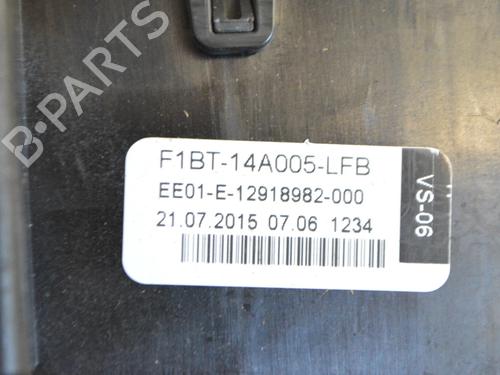 B-PARTS
F1BT-14A005-LFB
EE01-E-12918982-000
21.07.2015 07.06 1234
VS-06